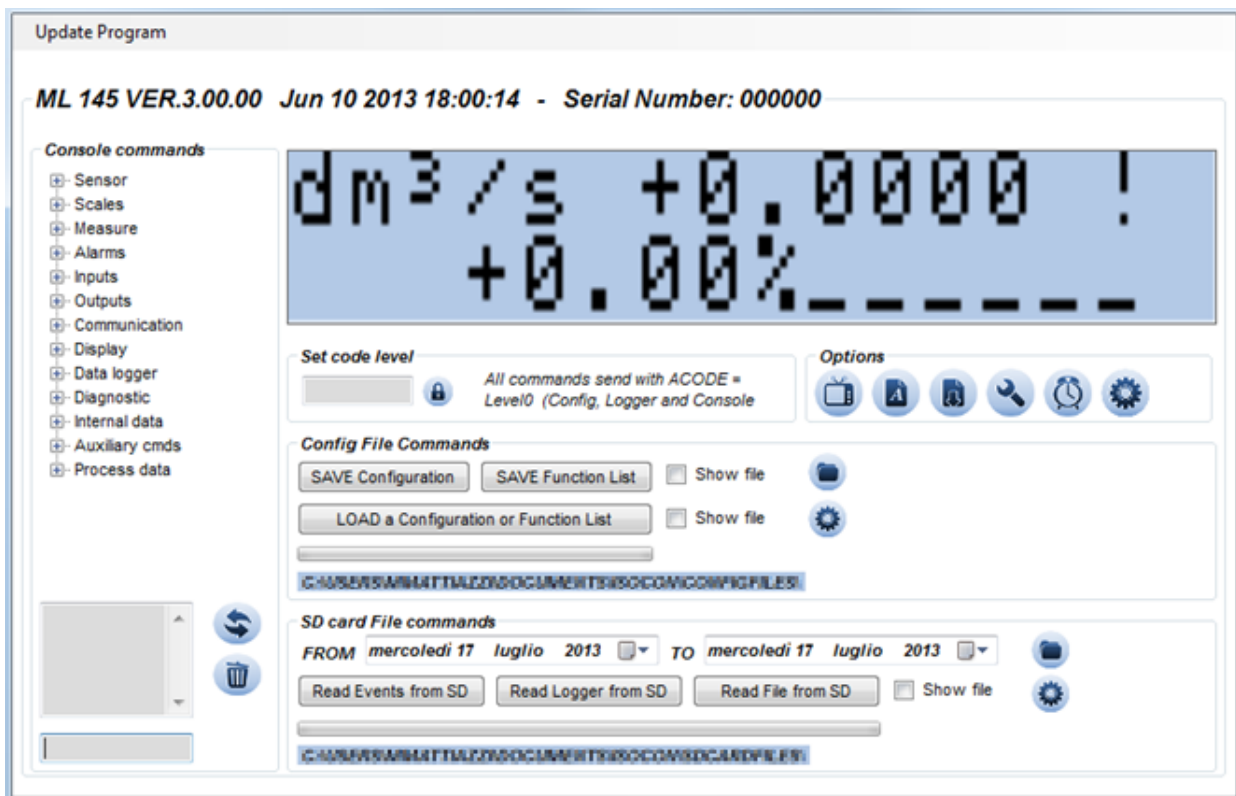 Update Program
ML 145 VER.3.00.00 Jun 10 2013 18:00:14 - Serial Number: 000000
Console commands
Sensor
Scales
Measure
Alarms
Inputs
Outputs
Communication
Display
Data logger
Diagnostic
Internal data
Auxiliary cmds
Process data
dm³/s +0.0000 !
+0.00%_ _ _ _ _ _
Set code level
All commands send with ACODE =
Level0 (Config, Logger and Console
Options
Config File Commands
SAVE Configuration SAVE Function List Show file
LOAD a Configuration or Function List Show file
SD card File commands
FROM mercoledì 17 luglio 2013 TO mercoledì 17 luglio 2013
Read Events from SD Read Logger from SD Read File from SD Show file